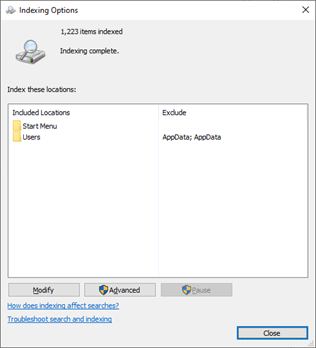 Indexing Options
1,223 items indexed
Indexing complete.
Index these locations:
Included Locations Exclude
Start Menu
Users AppData; AppData
Modify Advanced Pause
How does indexing affect searches?
Troubleshoot search and indexing
Close